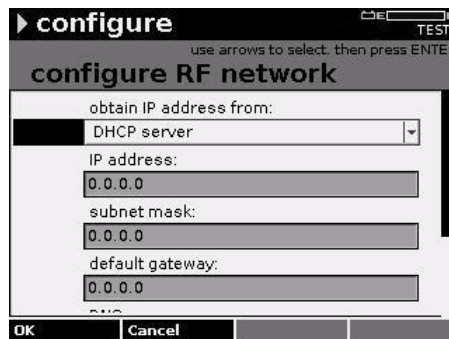 configure
TEST
use arrows to select. then press ENTE
configure RF network
obtain IP address from:
DHCP server
IP address:
0.0.0.0
subnet mask:
0.0.0.0
default gateway:
0.0.0.0
OK Cancel